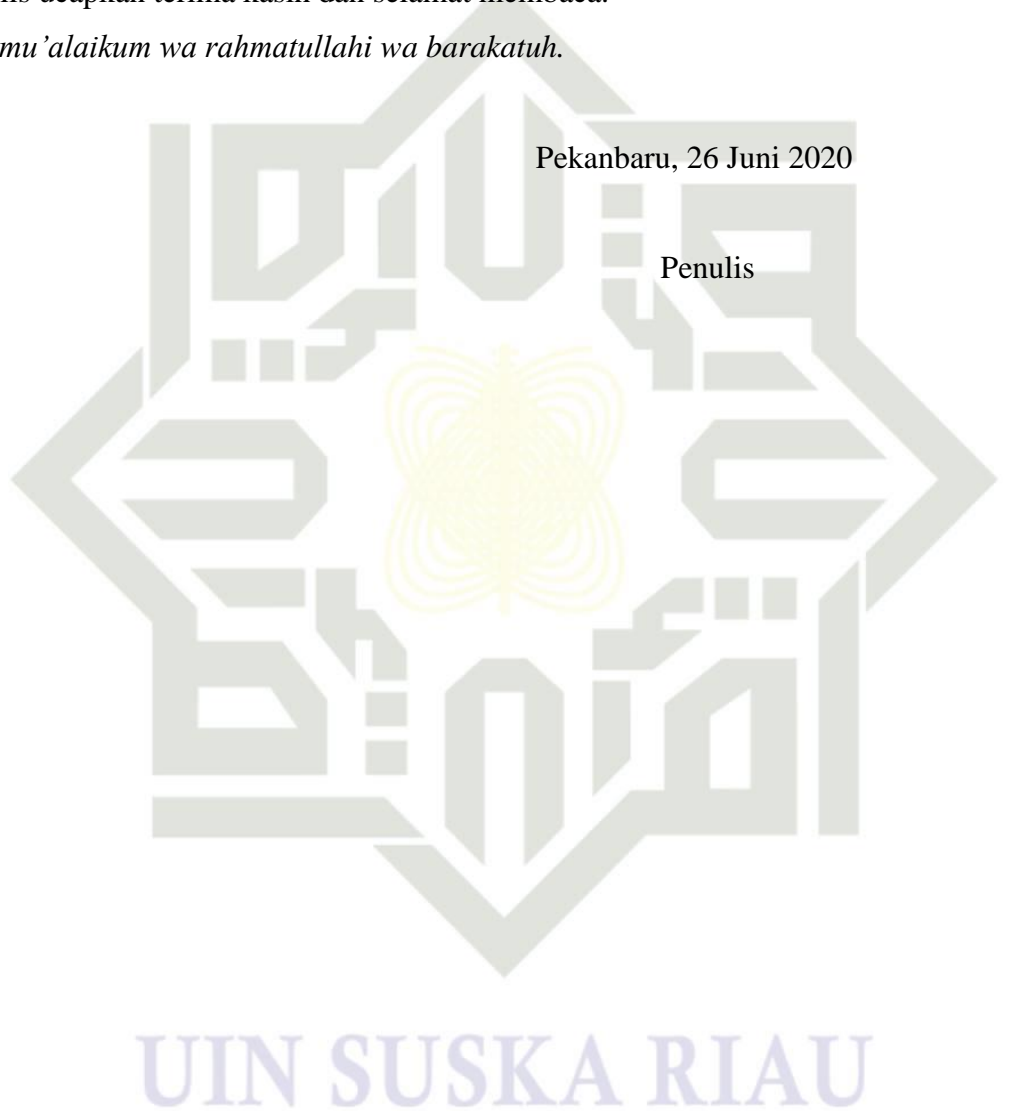 ucapkan terima kasih dan selamat membaca.
mu’alaikum wa rahmatullahi wa barakatuh.
Pekanbaru, 26 Juni 2020
Penulis
UIN SUSKA RIAU